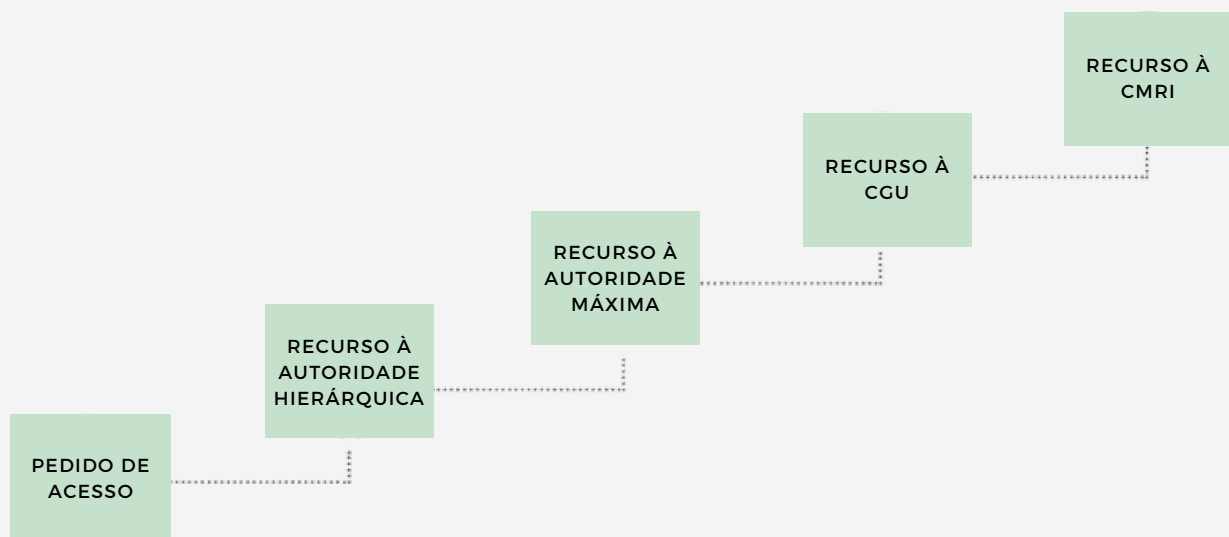 PEDIDO DE
ACESSO
RECURSO À
AUTORIDADE
HIERÁRQUICA
RECURSO À
AUTORIDADE
MÁXIMA
RECURSO À
CGU
RECURSO À
CMRI